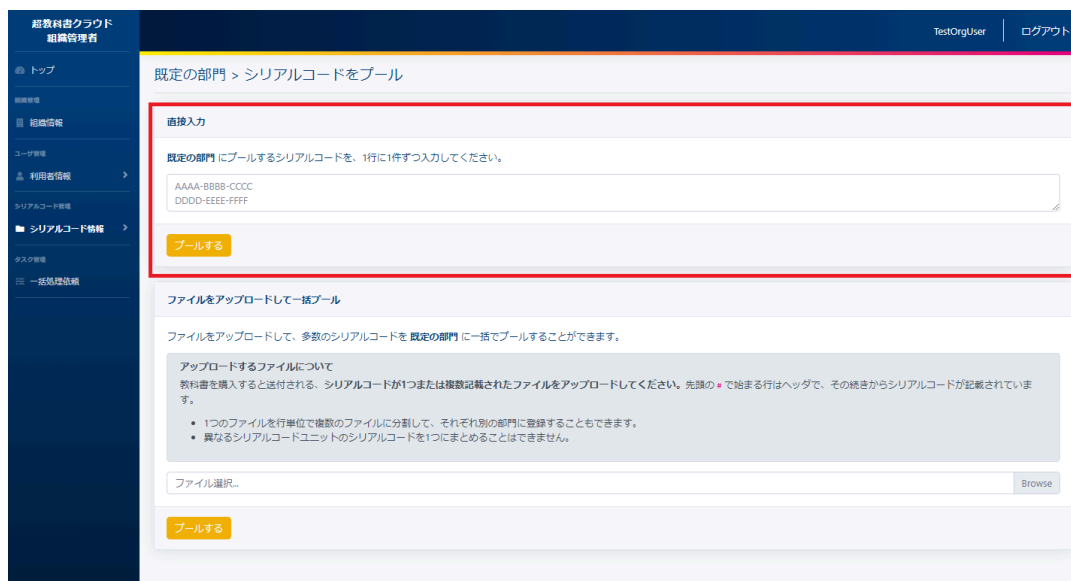 超教科書クラウド
組織管理者
TestOrgUser
ログアウト
トップ
組織管理
組織情報
ユーザ管理
利用者情報
シリアルコード管理
シリアルコード情報
タスク管理
一括処理依頼
既定の部門 > シリアルコードをプール
直接入力
既定の部門 にプールするシリアルコードを、1行に1件ずつ入力してください。
AAAA-BBBB-CCCC
DDDD-EEEE-FFFF
プールする
ファイルをアップロードして一括プール
ファイルをアップロードして、多数のシリアルコードを 既定の部門 に一括でプールすることができます。
アップロードするファイルについて
教科書を購入すると送付される、シリアルコードが1つまたは複数記載されたファイルをアップロードしてください。先頭の # で始まる行はヘッダで、その続きからシリアルコードが記載されていま
す。
• 1つのファイルを行単位で複数のファイルに分割して、それぞれ別の部門に登録することもできます。
• 異なるシリアルコードユニットのシリアルコードを1つにまとめることはできません。
ファイル選択...
Browse
プールする